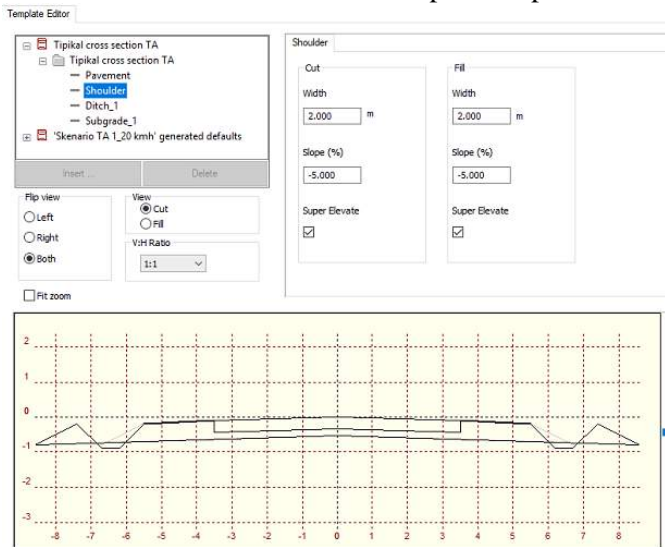 Template Editor
Tipikal cross section TA
Tipikal cross section TA
Pavement
Shoulder
Ditch_1
Subgrade_1
'Skenario TA 1_20 kmh' generated defaults
Insert ...
Delete
Flip view
Left
Right
Both
View
Cut
Fill
V:H Ratio
1:1
Fit zoom
Shoulder
Cut
Width
2.000 m
Slope (%)
-5.000
Super Elevate
Fill
Width
2.000 m
Slope (%)
-5.000
Super Elevate
2
1
0
-1
-2
-3
-8 -7 -6 -5 -4 -3 -2 -1 0 1 2 3 4 5 6 7 8